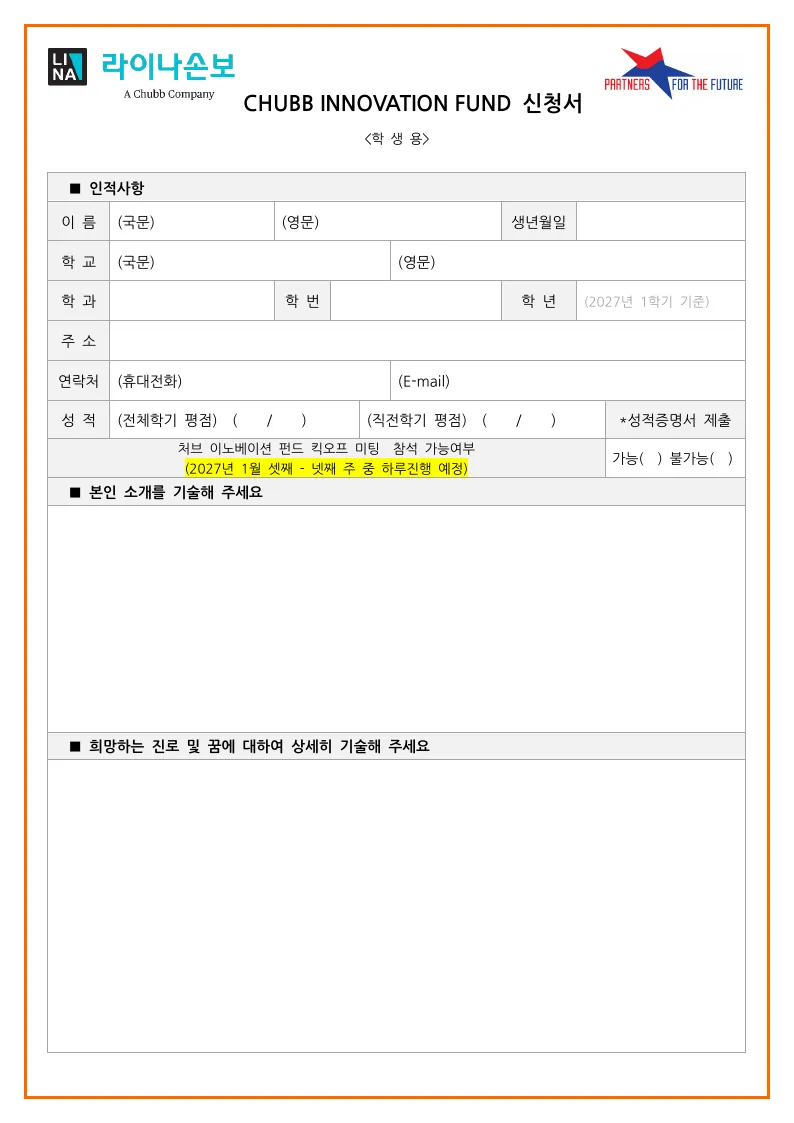 LINA 라이나손보
A Chubb Company
PARTNERS FOR THE FUTURE
CHUBB INNOVATION FUND 신청서
<학 생 용>
■ 인적사항
이 름 (국문) (영문) 생년월일
학 교 (국문) (영문)
학 과 학 번 학 년 (2027년 1학기 기준)
주 소
연락처 (휴대전화) (E-mail)
성 적 (전체학기 평점) ( / ) (직전학기 평점) ( / ) *성적증명서 제출
처브 이노베이션 펀드 킥오프 미팅 참석 가능여부
(2027년 1월 셋째 - 넷째 주 중 하루진행 예정)
가능( ) 불가능( )
■ 본인 소개를 기술해 주세요
■ 희망하는 진로 및 꿈에 대하여 상세히 기술해 주세요